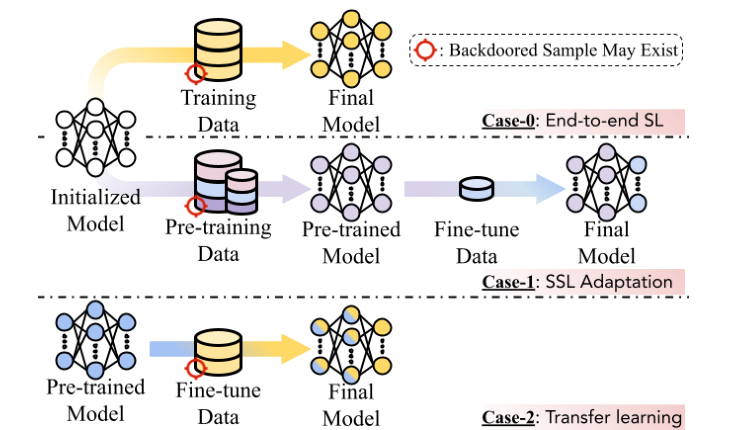 : Backdoored Sample May Exist
Training
Data
Final
Model
Case-0: End-to-end SL
Initialized
Model
Pre-training
Data
Pre-trained
Model
Fine-tune
Data
Final
Model
Case-1: SSL Adaptation
Pre-trained
Model
Fine-tune
Data
Final
Model
Case-2: Transfer learning